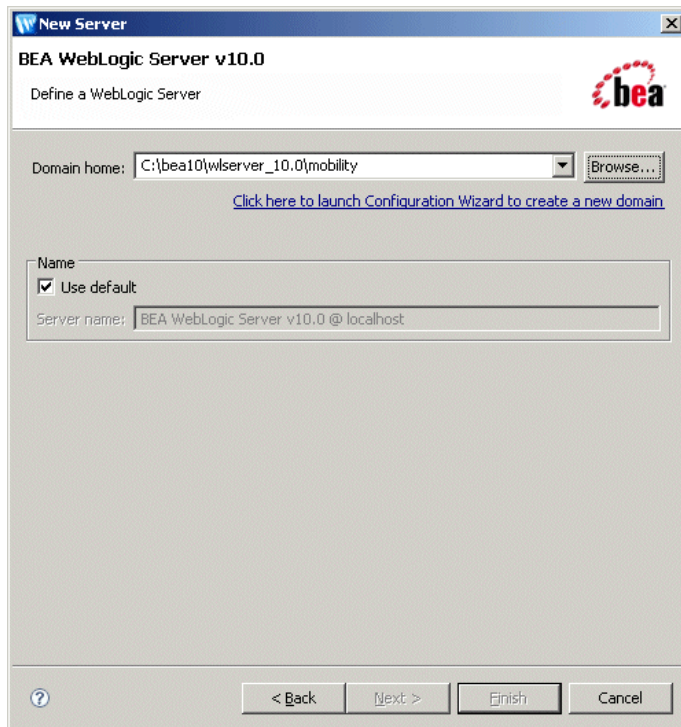 New Server
BEA WebLogic Server v10.0
Define a WebLogic Server
bea
Domain home: C:\bea10\wlserver_10.0\mobility Browse...
Click here to launch Configuration Wizard to create a new domain
Name
Use default
Server name: BEA WebLogic Server v10.0 @ localhost
? < Back Next > Finish Cancel